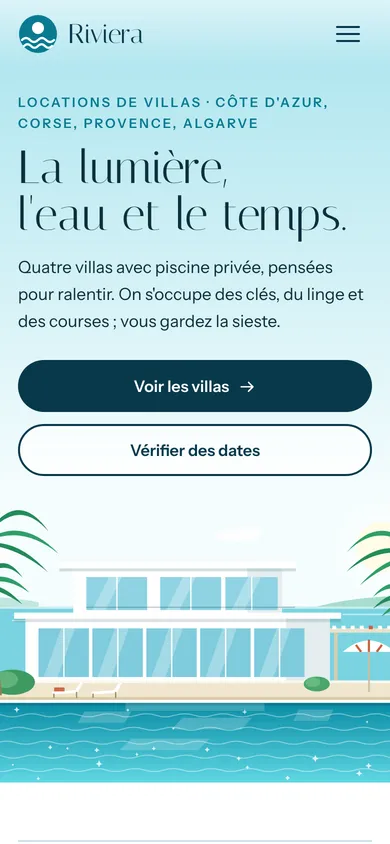 Riviera
LOCATIONS DE VILLAS · CÔTE D'AZUR,
CORSE, PROVENCE, ALGARVE
La lumière,
l'eau et le temps.
Quatre villas avec piscine privée, pensées
pour ralentir. On s'occupe des clés, du linge et
des courses ; vous gardez la sieste.
Voir les villas →
Vérifier des dates